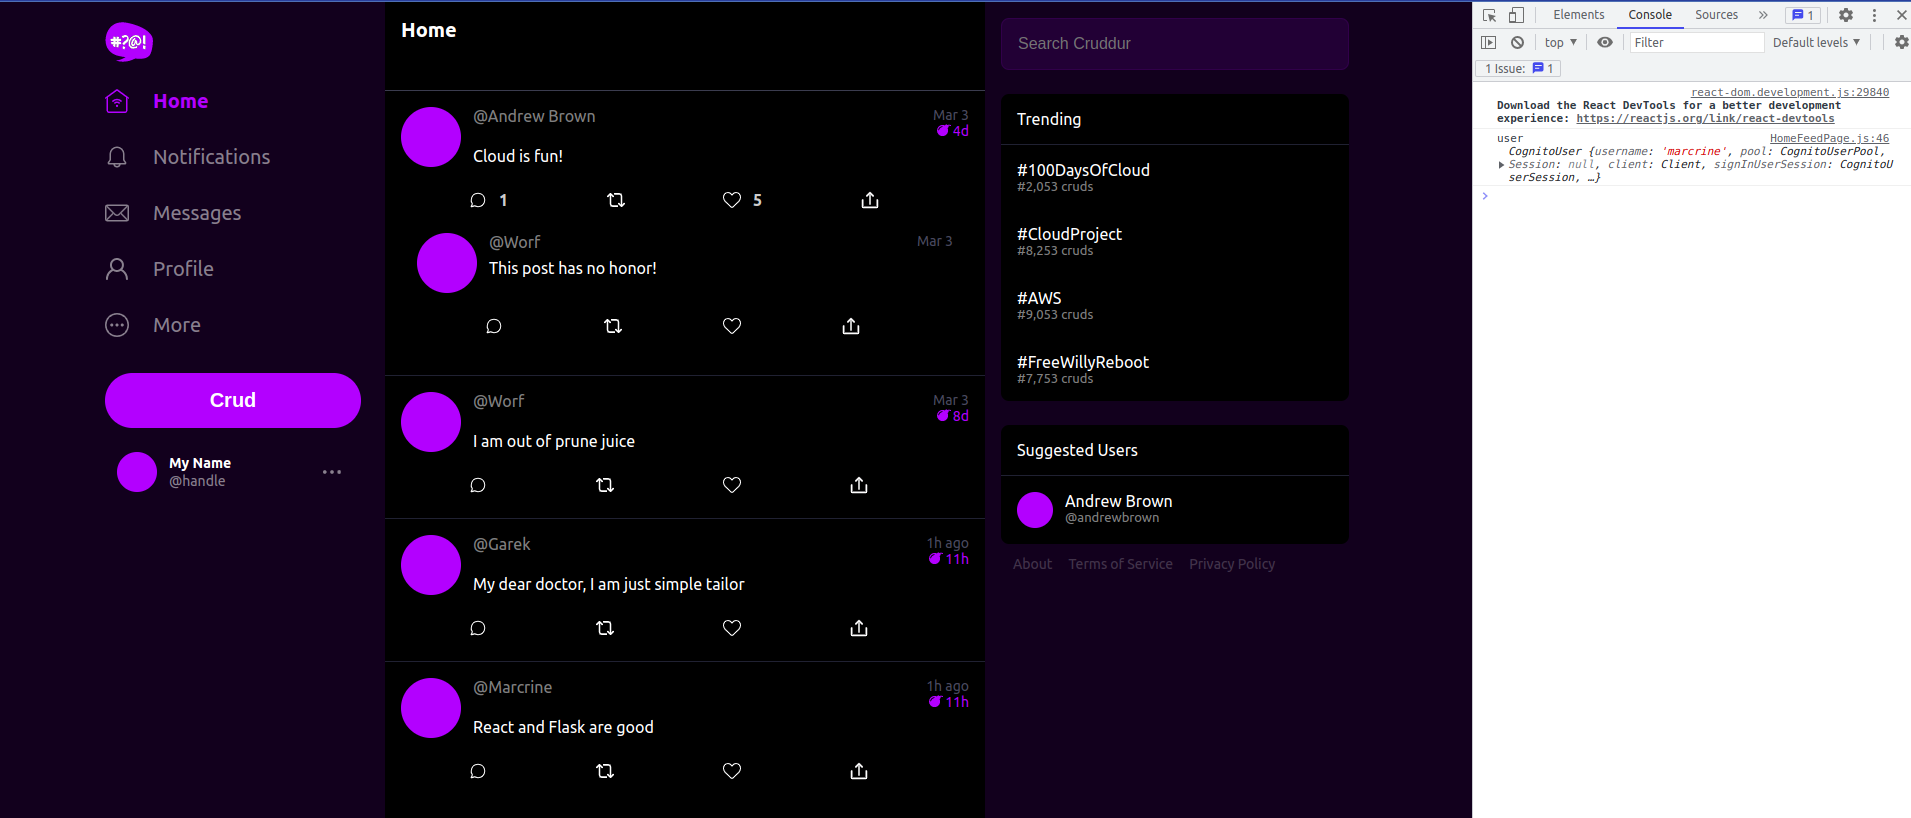 #?@!
Home
Notifications
Messages
Profile
More
Crud
My Name
@handle
Home
@Andrew Brown
Mar 3
4d
Cloud is fun!
1
5
@Worf
Mar 3
This post has no honor!
@Worf
Mar 3
8d
I am out of prune juice
@Garek
1h ago
11h
My dear doctor, I am just simple tailor
@Marcrine
1h ago
11h
React and Flask are good
Search Cruddur
Trending
#100DaysOfCloud
#2,053 cruds
#CloudProject
#8,253 cruds
#AWS
#9,053 cruds
#FreeWillyReboot
#7,753 cruds
Suggested Users
Andrew Brown
@andrewbrown
About Terms of Service Privacy Policy
Elements Console Sources » 1
top Filter Default levels
1 Issue: 1
react-dom.development.js:29840
Download the React DevTools for a better development
experience: https://reactjs.org/link/react-devtools
user HomeFeedPage.js:46
CognitoUser {username: 'marcrine', pool: CognitoUserPool,
Session: null, client: Client, signInUserSession: CognitoU
serSession, …}